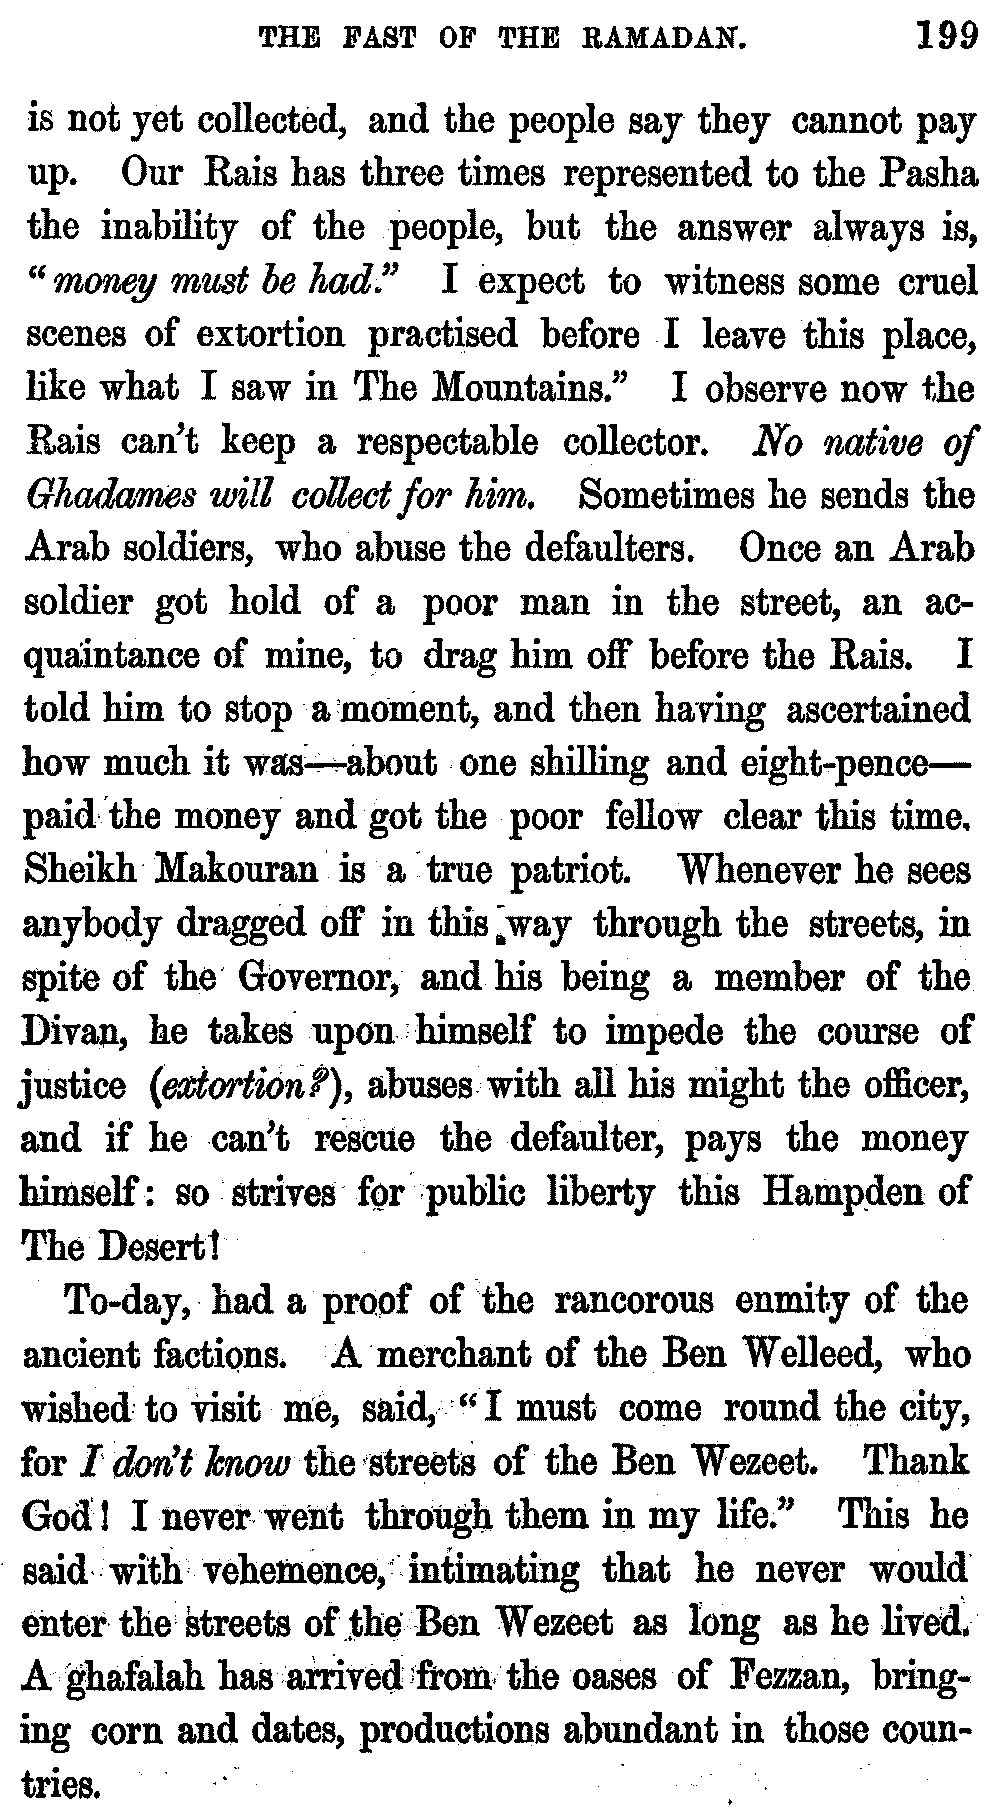 THE FAST OF THE RAMADAN. 199
is not yet collected, and the people say they cannot pay
up. Our Rais has three times represented to the Pasha
the inability of the people, but the answer always is,
“money must be had.” I expect to witness some cruel
scenes of extortion practised before I leave this place,
like what I saw in The Mountains.” I observe now the
Rais can’t keep a respectable collector. No native of
Ghadames will collect for him. Sometimes he sends the
Arab soldiers, who abuse the defaulters. Once an Arab
soldier got hold of a poor man in the street, an ac-
quaintance of mine, to drag him off before the Rais. I
told him to stop a moment, and then having ascertained
how much it was—about one shilling and eight-pence—
paid the money and got the poor fellow clear this time.
Sheikh Makouran is a true patriot. Whenever he sees
anybody dragged off in this way through the streets, in
spite of the Governor, and his being a member of the
Divan, he takes upon himself to impede the course of
justice (extortion?), abuses with all his might the officer,
and if he can’t rescue the defaulter, pays the money
himself: so strives for public liberty this Hampden of
The Desert!
To-day, had a proof of the rancorous enmity of the
ancient factions. A merchant of the Ben Welleed, who
wished to visit me, said, “I must come round the city,
for I don’t know the streets of the Ben Wezeet. Thank
God! I never went through them in my life.” This he
said with vehemence, intimating that he never would
enter the streets of the Ben Wezeet as long as he lived.
A ghafalah has arrived from the oases of Fezzan, bring-
ing corn and dates, productions abundant in those coun-
tries.